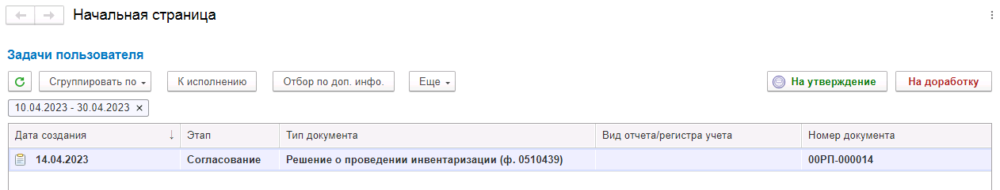 Начальная страница
Задачи пользователя
Сгруппировать по К исполнению Отбор по доп. инфо. Еще На утверждение На доработку
10.04.2023 - 30.04.2023 ×
Дата создания ↓ Этап Тип документа Вид отчета/регистра учета Номер документа
14.04.2023 Согласование Решение о проведении инвентаризации (ф. 0510439) 00РП-000014